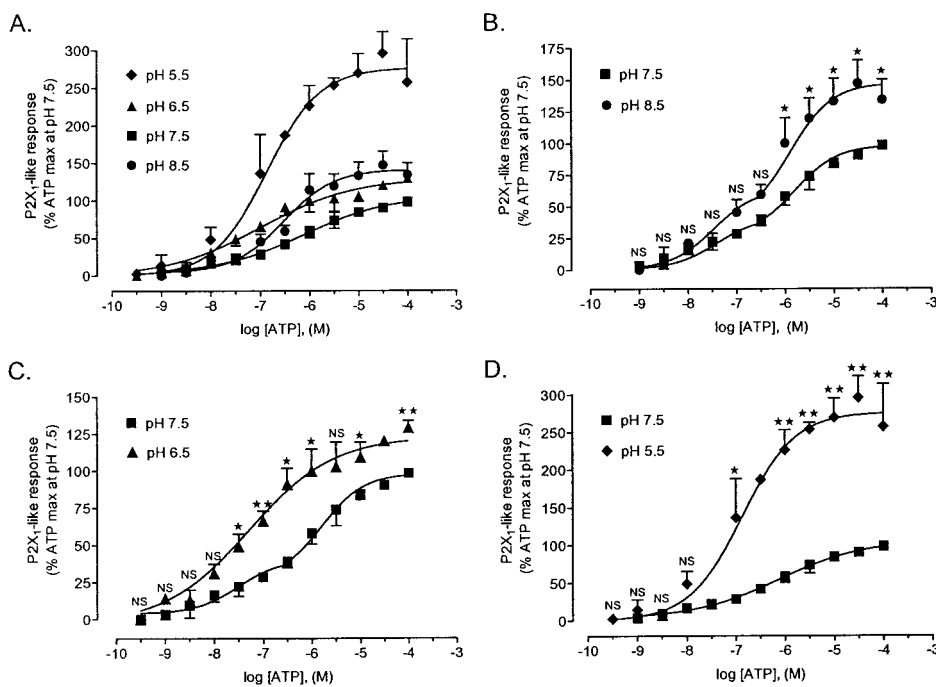 A.
P2X₁-like response
(% ATP max at pH 7.5)
300
250
200
150
100
50
0
pH 5.5
pH 6.5
pH 7.5
pH 8.5
-10 -9 -8 -7 -6 -5 -4 -3
log [ATP], (M)
B.
P2X₁-like response
(% ATP max at pH 7.5)
175
150
125
100
75
50
25
0
pH 7.5
pH 8.5
NS NS NS NS NS NS ★ ★ ★ ★ ★
-10 -9 -8 -7 -6 -5 -4 -3
log [ATP], (M)
C.
P2X₁-like response
(% ATP max at pH 7.5)
150
125
100
75
50
25
0
pH 7.5
pH 6.5
NS NS NS NS ★ ★★ ★ ★ NS ★ ★★
-10 -9 -8 -7 -6 -5 -4 -3
log [ATP], (M)
D.
P2X₁-like response
(% ATP max at pH 7.5)
300
250
200
150
100
50
0
pH 7.5
pH 5.5
NS NS NS NS ★ ★★ ★★ ★★ ★★ ★★
-10 -9 -8 -7 -6 -5 -4 -3
log [ATP], (M)